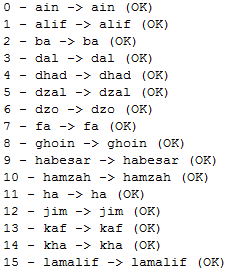 0 - ain -> ain (OK)
1 - alif -> alif (OK)
2 - ba -> ba (OK)
3 - dal -> dal (OK)
4 - dhad -> dhad (OK)
5 - dzal -> dzal (OK)
6 - dzo -> dzo (OK)
7 - fa -> fa (OK)
8 - ghoin -> ghoin (OK)
9 - habesar -> habesar (OK)
10 - hamzah -> hamzah (OK)
11 - ha -> ha (OK)
12 - jim -> jim (OK)
13 - kaf -> kaf (OK)
14 - kha -> kha (OK)
15 - lamalif -> lamalif (OK)